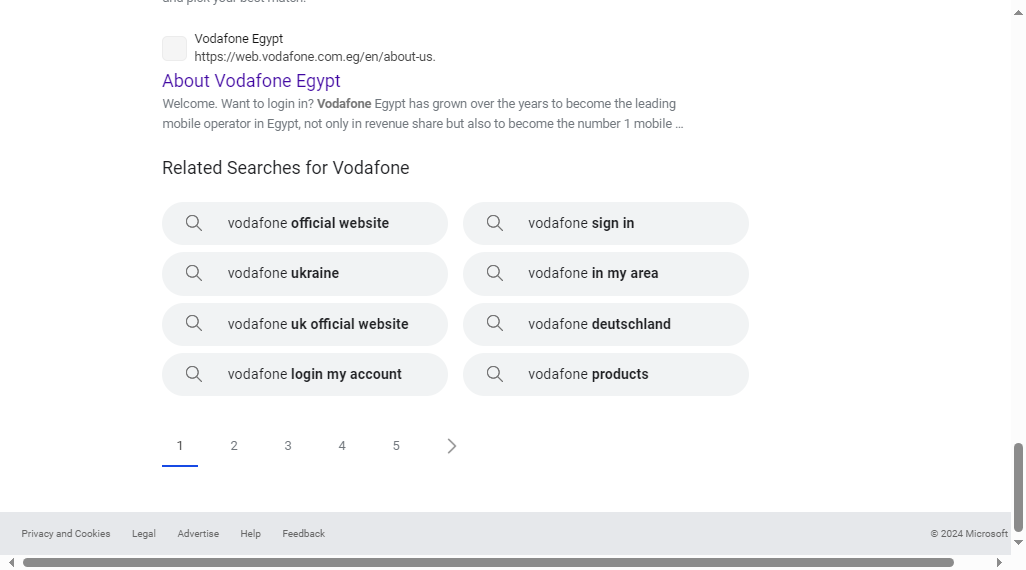 Vodafone Egypt
https://web.vodafone.com.eg/en/about-us.
About Vodafone Egypt
Welcome. Want to login in? Vodafone Egypt has grown over the years to become the leading
mobile operator in Egypt, not only in revenue share but also to become the number 1 mobile ...
Related Searches for Vodafone
vodafone official website
vodafone sign in
vodafone ukraine
vodafone in my area
vodafone uk official website
vodafone deutschland
vodafone login my account
vodafone products
1 2 3 4 5
Privacy and Cookies Legal Advertise Help Feedback © 2024 Microsoft